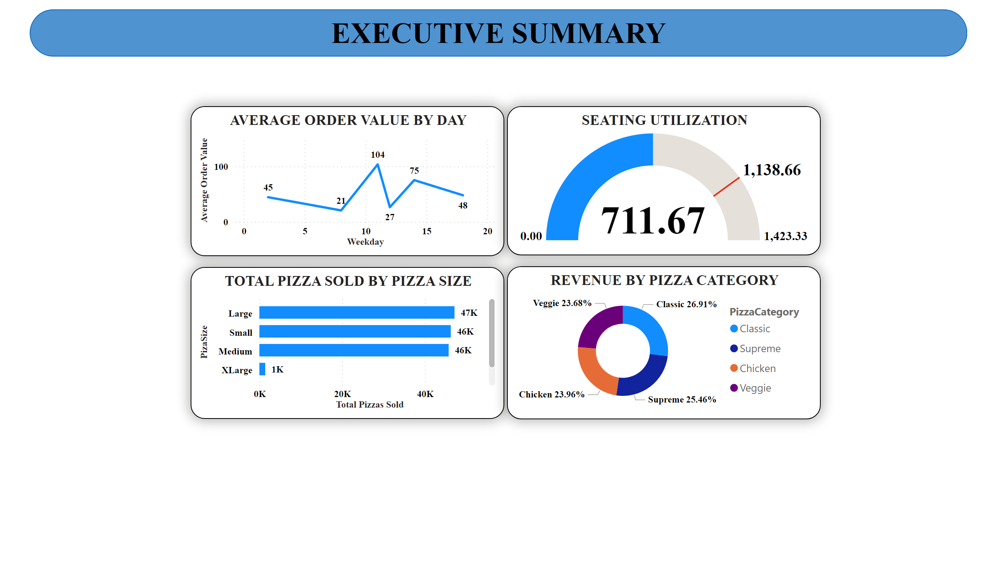 EXECUTIVE SUMMARY
AVERAGE ORDER VALUE BY DAY
Average Order Value
100
0
45
21
104
27
75
48
0 5 10 15 20
Weekday
SEATING UTILIZATION
1,138.66
711.67
0.00
1,423.33
TOTAL PIZZA SOLD BY PIZZA SIZE
PizaSize
Large 47K
Small 46K
Medium 46K
XLarge 1K
0K 20K 40K
Total Pizzas Sold
REVENUE BY PIZZA CATEGORY
Veggie 23.68%
Classic 26.91%
Chicken 23.96%
Supreme 25.46%
PizzaCategory
Classic
Supreme
Chicken
Veggie